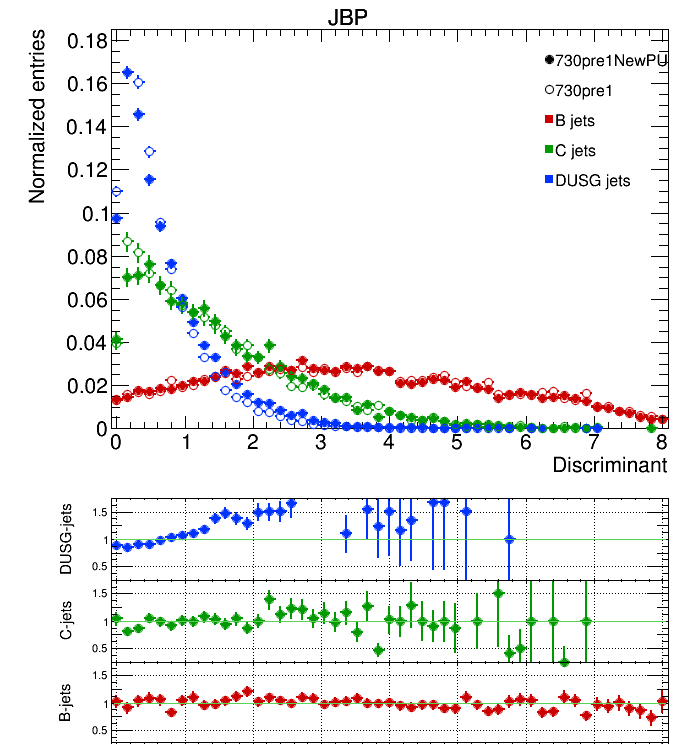 JBP
Normalized entries
0.18
0.16
0.14
0.12
0.1
0.08
0.06
0.04
0.02
0
730pre1NewPU
730pre1
B jets
C jets
DUSG jets
0 1 2 3 4 5 6 7 8
Discriminant
DUSG-jets
1.5
1
0.5
C-jets
1.5
1
0.5
B-jets
1.5
1
0.5